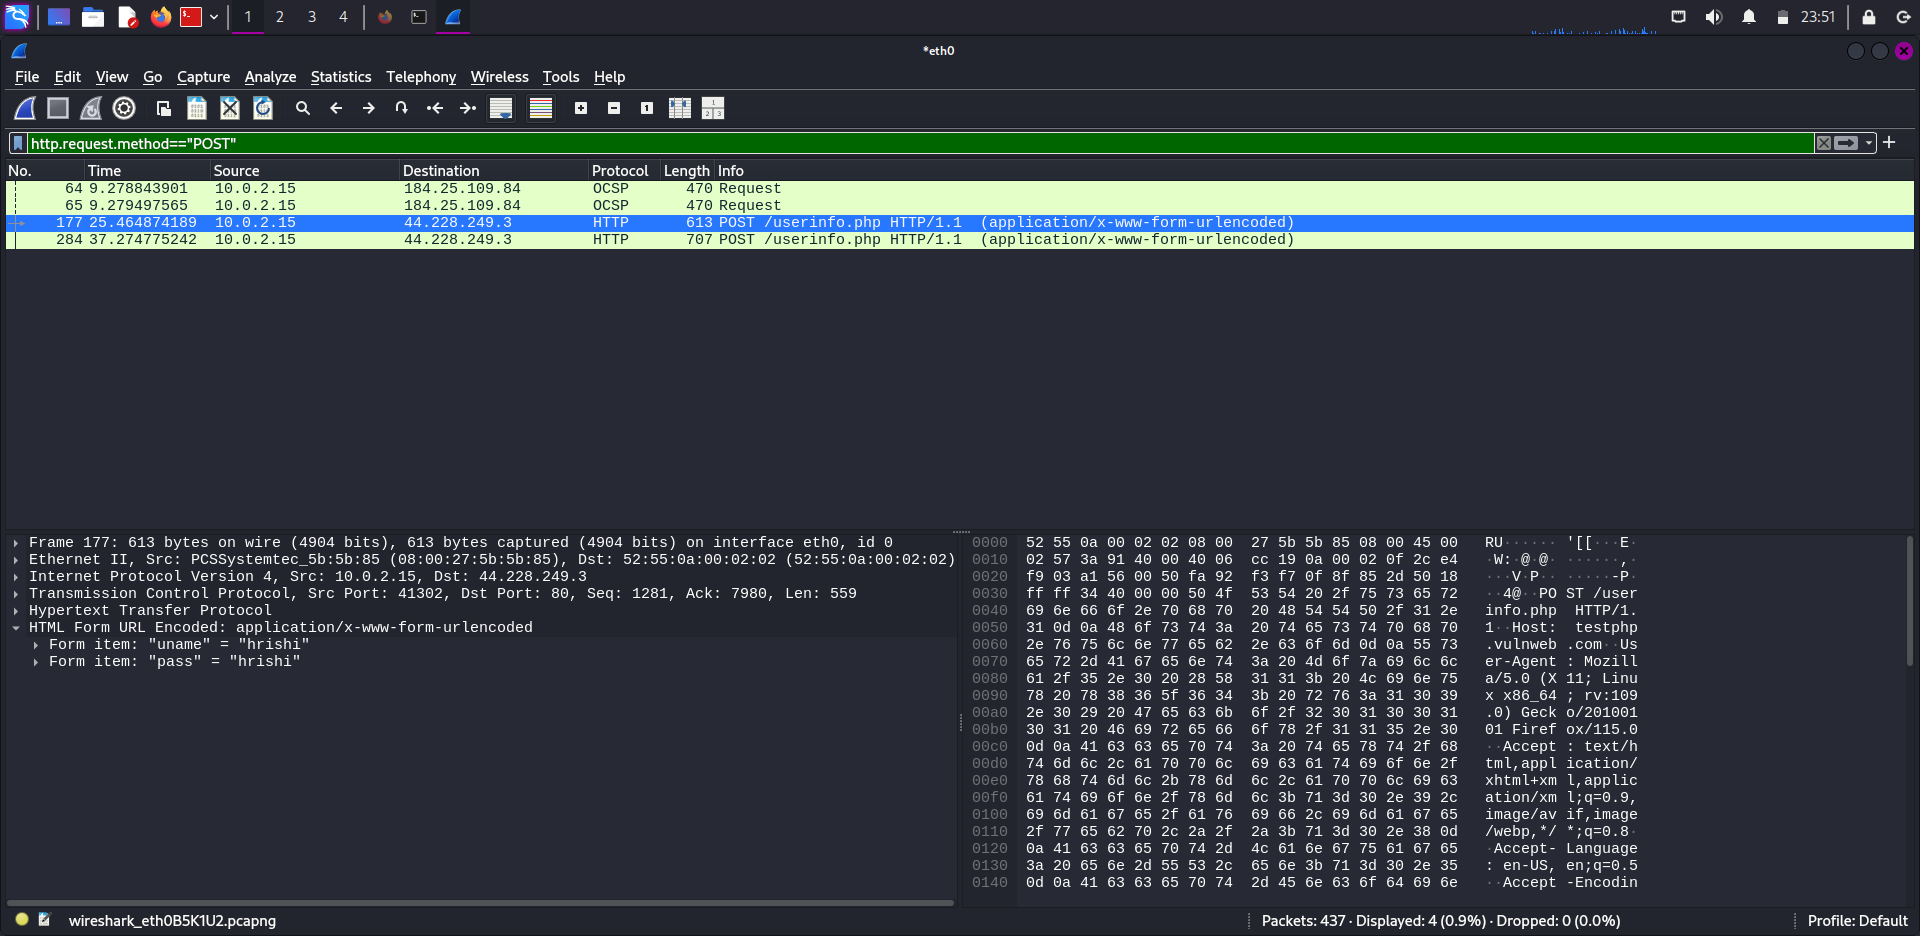 1 2 3 4 23:51
*eth0
File Edit View Go Capture Analyze Statistics Telephony Wireless Tools Help
http.request.method=="POST"
No. Time Source Destination Protocol Length Info
64 9.278843901 10.0.2.15 184.25.109.84 OCSP 470 Request
65 9.279497565 10.0.2.15 184.25.109.84 OCSP 470 Request
177 25.464874189 10.0.2.15 44.228.249.3 HTTP 613 POST /userinfo.php HTTP/1.1 (application/x-www-form-urlencoded)
284 37.274775242 10.0.2.15 44.228.249.3 HTTP 707 POST /userinfo.php HTTP/1.1 (application/x-www-form-urlencoded)
Frame 177: 613 bytes on wire (4904 bits), 613 bytes captured (4904 bits) on interface eth0, id 0
Ethernet II, Src: PCSSystemtec_5b:5b:85 (08:00:27:5b:5b:85), Dst: 52:55:0a:00:02:02 (52:55:0a:00:02:02)
Internet Protocol Version 4, Src: 10.0.2.15, Dst: 44.228.249.3
Transmission Control Protocol, Src Port: 41302, Dst Port: 80, Seq: 1281, Ack: 7980, Len: 559
Hypertext Transfer Protocol
HTML Form URL Encoded: application/x-www-form-urlencoded
Form item: "uname" = "hrishi"
Form item: "pass" = "hrishi"
0000 52 55 0a 00 02 02 08 00 27 5b 5b 85 08 00 45 00 RU······ '[[···E·
0010 02 57 3a 91 40 00 40 06 cc 19 0a 00 02 0f 2c e4 ·W:·@·@· ······,·
0020 f9 03 a1 56 00 50 fa 92 f3 f7 0f 8f 85 2d 50 18 ···V·P·· ·····-P·
0030 ff ff 34 40 00 00 50 4f 53 54 20 2f 75 73 65 72 ··4@··PO ST /user
0040 69 6e 66 6f 2e 70 68 70 20 48 54 54 50 2f 31 2e info.php HTTP/1.
0050 31 0d 0a 48 6f 73 74 3a 20 74 65 73 74 70 68 70 1··Host: testphp
0060 2e 76 75 6c 6e 77 65 62 2e 63 6f 6d 0d 0a 55 73 .vulnweb .com··Us
0070 65 72 2d 41 67 65 6e 74 3a 20 4d 6f 7a 69 6c 6c er-Agent : Mozill
0080 61 2f 35 2e 30 20 28 58 31 31 3b 20 4c 69 6e 75 a/5.0 (X 11; Linu
0090 78 20 78 38 36 5f 36 34 3b 20 72 76 3a 31 30 39 x x86_64 ; rv:109
00a0 2e 30 29 20 47 65 63 6b 6f 2f 32 30 31 30 30 31 .0) Geck o/201001
00b0 30 31 20 46 69 72 65 66 6f 78 2f 31 31 35 2e 30 01 Firef ox/115.0
00c0 0d 0a 41 63 63 65 70 74 3a 20 74 65 78 74 2f 68 ··Accept : text/h
00d0 74 6d 6c 2c 61 70 70 6c 69 63 61 74 69 6f 6e 2f tml,appl ication/
00e0 78 68 74 6d 6c 2b 78 6d 6c 2c 61 70 70 6c 69 63 xhtml+xm l,applic
00f0 61 74 69 6f 6e 2f 78 6d 6c 3b 71 3d 30 2e 39 2c ation/xm l;q=0.9,
0100 69 6d 61 67 65 2f 61 76 69 66 2c 69 6d 61 67 65 image/av if,image
0110 2f 77 65 62 70 2c 2a 2f 2a 3b 71 3d 30 2e 38 0d /webp,*/ *;q=0.8·
0120 0a 41 63 63 65 70 74 2d 4c 61 6e 67 75 61 67 65 ·Accept- Language
0130 3a 20 65 6e 2d 55 53 2c 65 6e 3b 71 3d 30 2e 35 : en-US, en;q=0.5
0140 0d 0a 41 63 63 65 70 74 2d 45 6e 63 6f 64 69 6e ··Accept -Encodin
wireshark_eth0B5K1U2.pcapng Packets: 437 · Displayed: 4 (0.9%) · Dropped: 0 (0.0%) Profile: Default